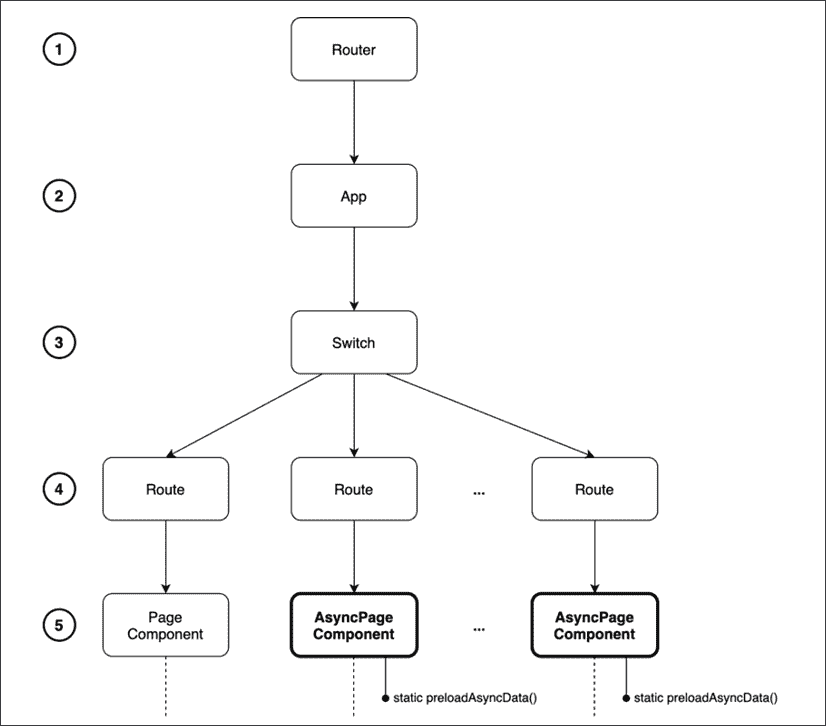 1
Router
2
App
3
Switch
4
Route
Route
...
Route
5
Page
Component
AsyncPage
Component
...
AsyncPage
Component
static preloadAsyncData()
static preloadAsyncData()